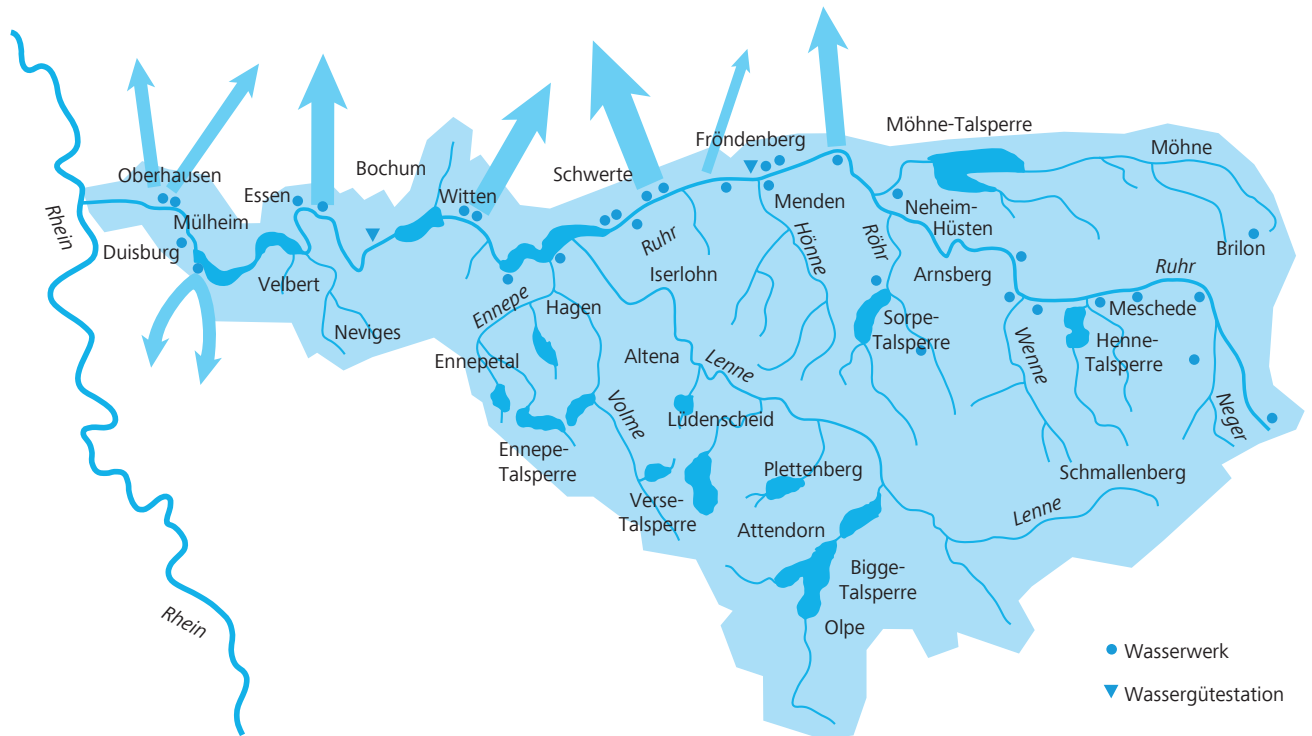 Möhne-Talsperre
Fröndenberg
Möhne
Bochum
Oberhausen
Schwerte
Essen
Witten
Menden
Neheim-
Hüsten
Rhein
Mülheim
Duisburg
Ruhr
Hönne
Röhr
Brilon
Velbert
Iserlohn
Arnsberg
Ruhr
Ennepe
Hagen
Meschede
Neviges
Sorpe-
Talsperre
Henne-
Talsperre
Wenne
Ennepetal
Altena
Lenne
Neger
Volme
Lüdenscheid
Ennepe-
Talsperre
Plettenberg
Schmallenberg
Verse-
Talsperre
Lenne
Attendorn
Bigge-
Talsperre
Rhein
Olpe
Wasserwerk
Wassergütestation